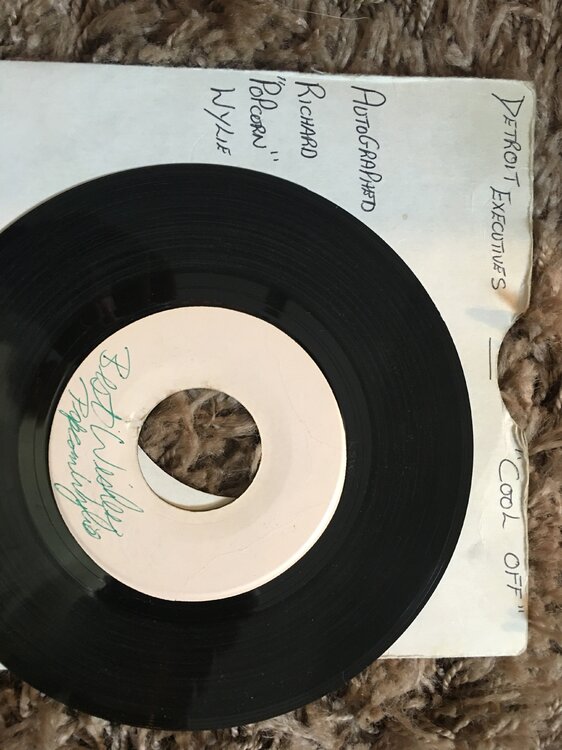 DETROIT EXECUTIVES — "COOL OFF"
AUTOGRAPHED
RICHARD
"POPCORN"
WYLIE
Best Wishes
Popcorn Wylie